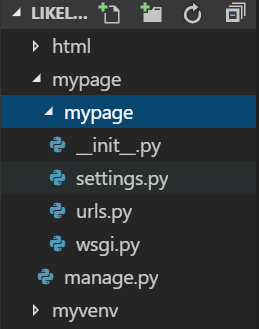 LIKEL...
html
mypage
mypage
__init__.py
settings.py
urls.py
wsgi.py
manage.py
myvenv